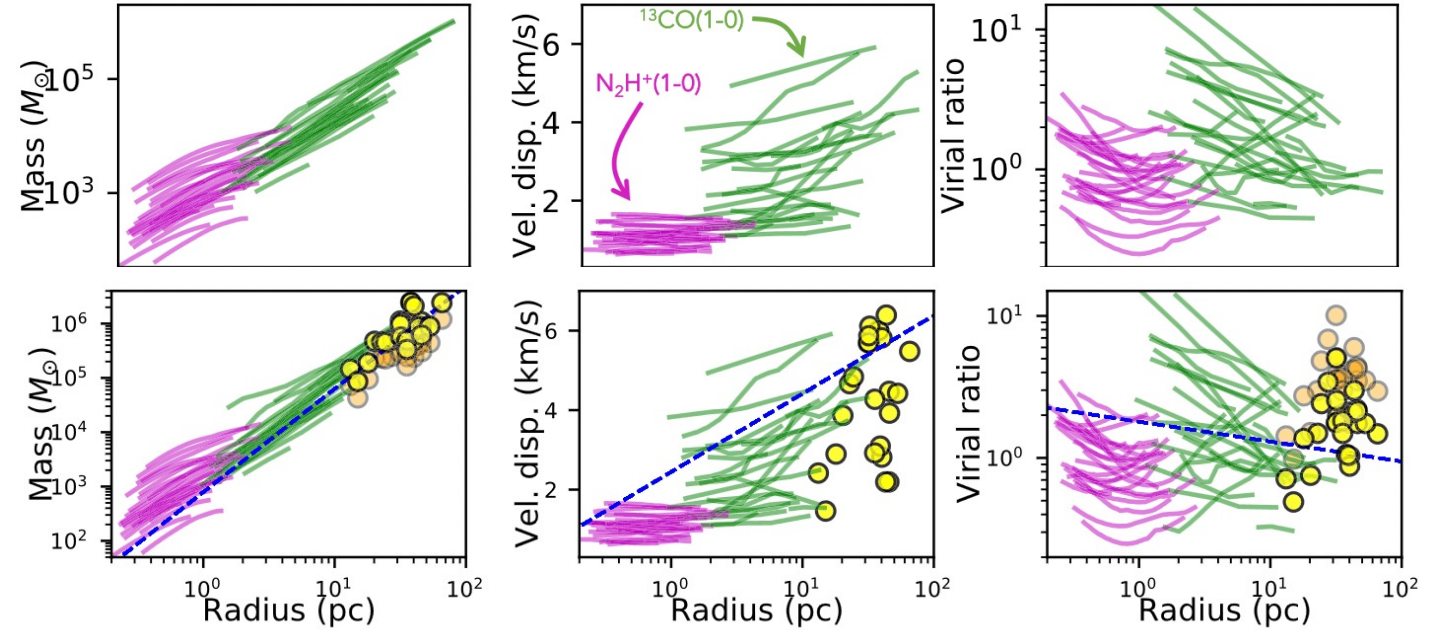 Mass (M⊙)
10⁵
10³
Vel. disp. (km/s)
6
4
2
¹³CO(1-0)
N₂H⁺(1-0)
Virial ratio
10¹
10⁰
Mass (M⊙)
10⁶
10⁵
10⁴
10³
10²
10⁰ 10¹ 10²
Radius (pc)
Vel. disp. (km/s)
6
4
2
10⁰ 10¹ 10²
Radius (pc)
Virial ratio
10¹
10⁰
10⁰ 10¹ 10²
Radius (pc)